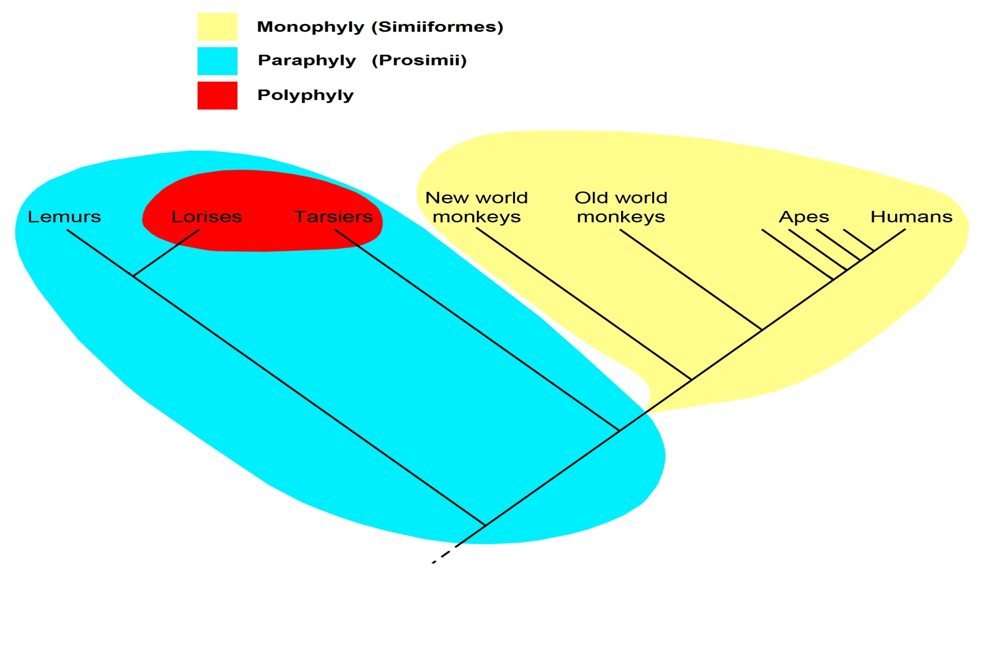 Monophyly (Simiiformes)
Paraphyly (Prosimii)
Polyphyly
Lemurs
Lorises
Tarsiers
New world
monkeys
Old world
monkeys
Apes
Humans